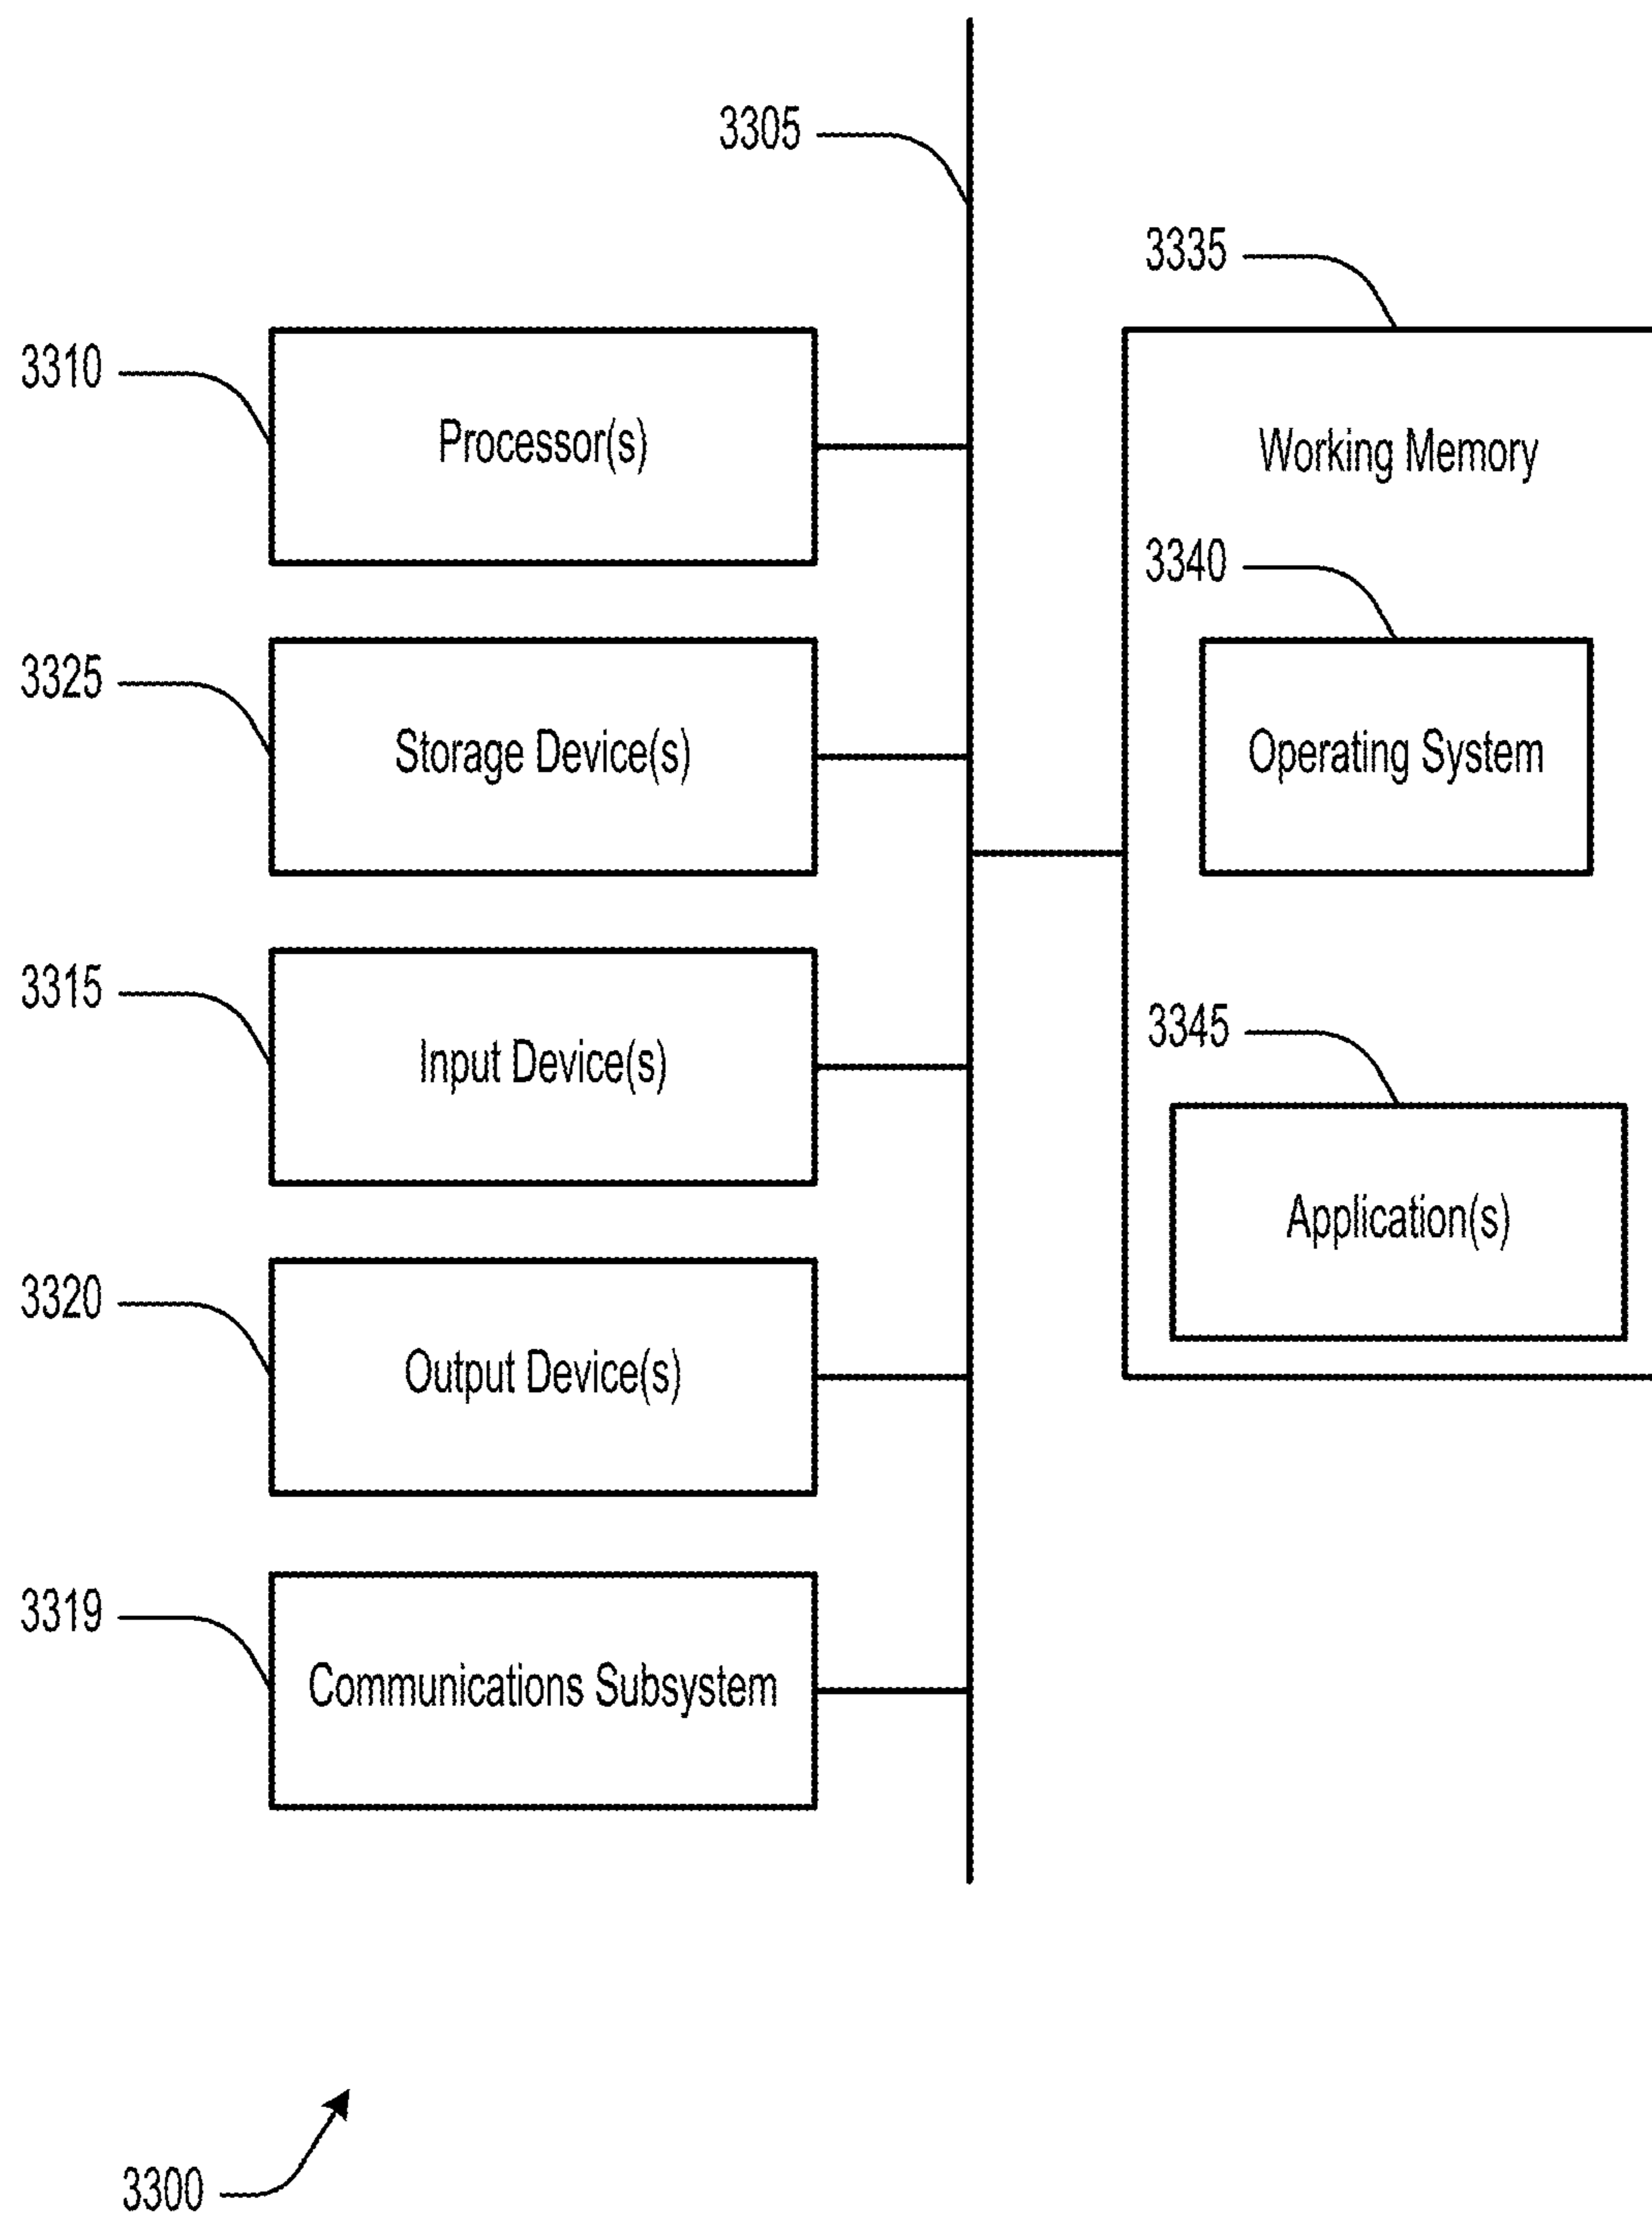 3305
3335
3310
Processor(s)
Working Memory
3340
3325
Storage Device(s)
Operating System
3315
3345
Input Device(s)
Application(s)
3320
Output Device(s)
3319
Communications Subsystem
3300